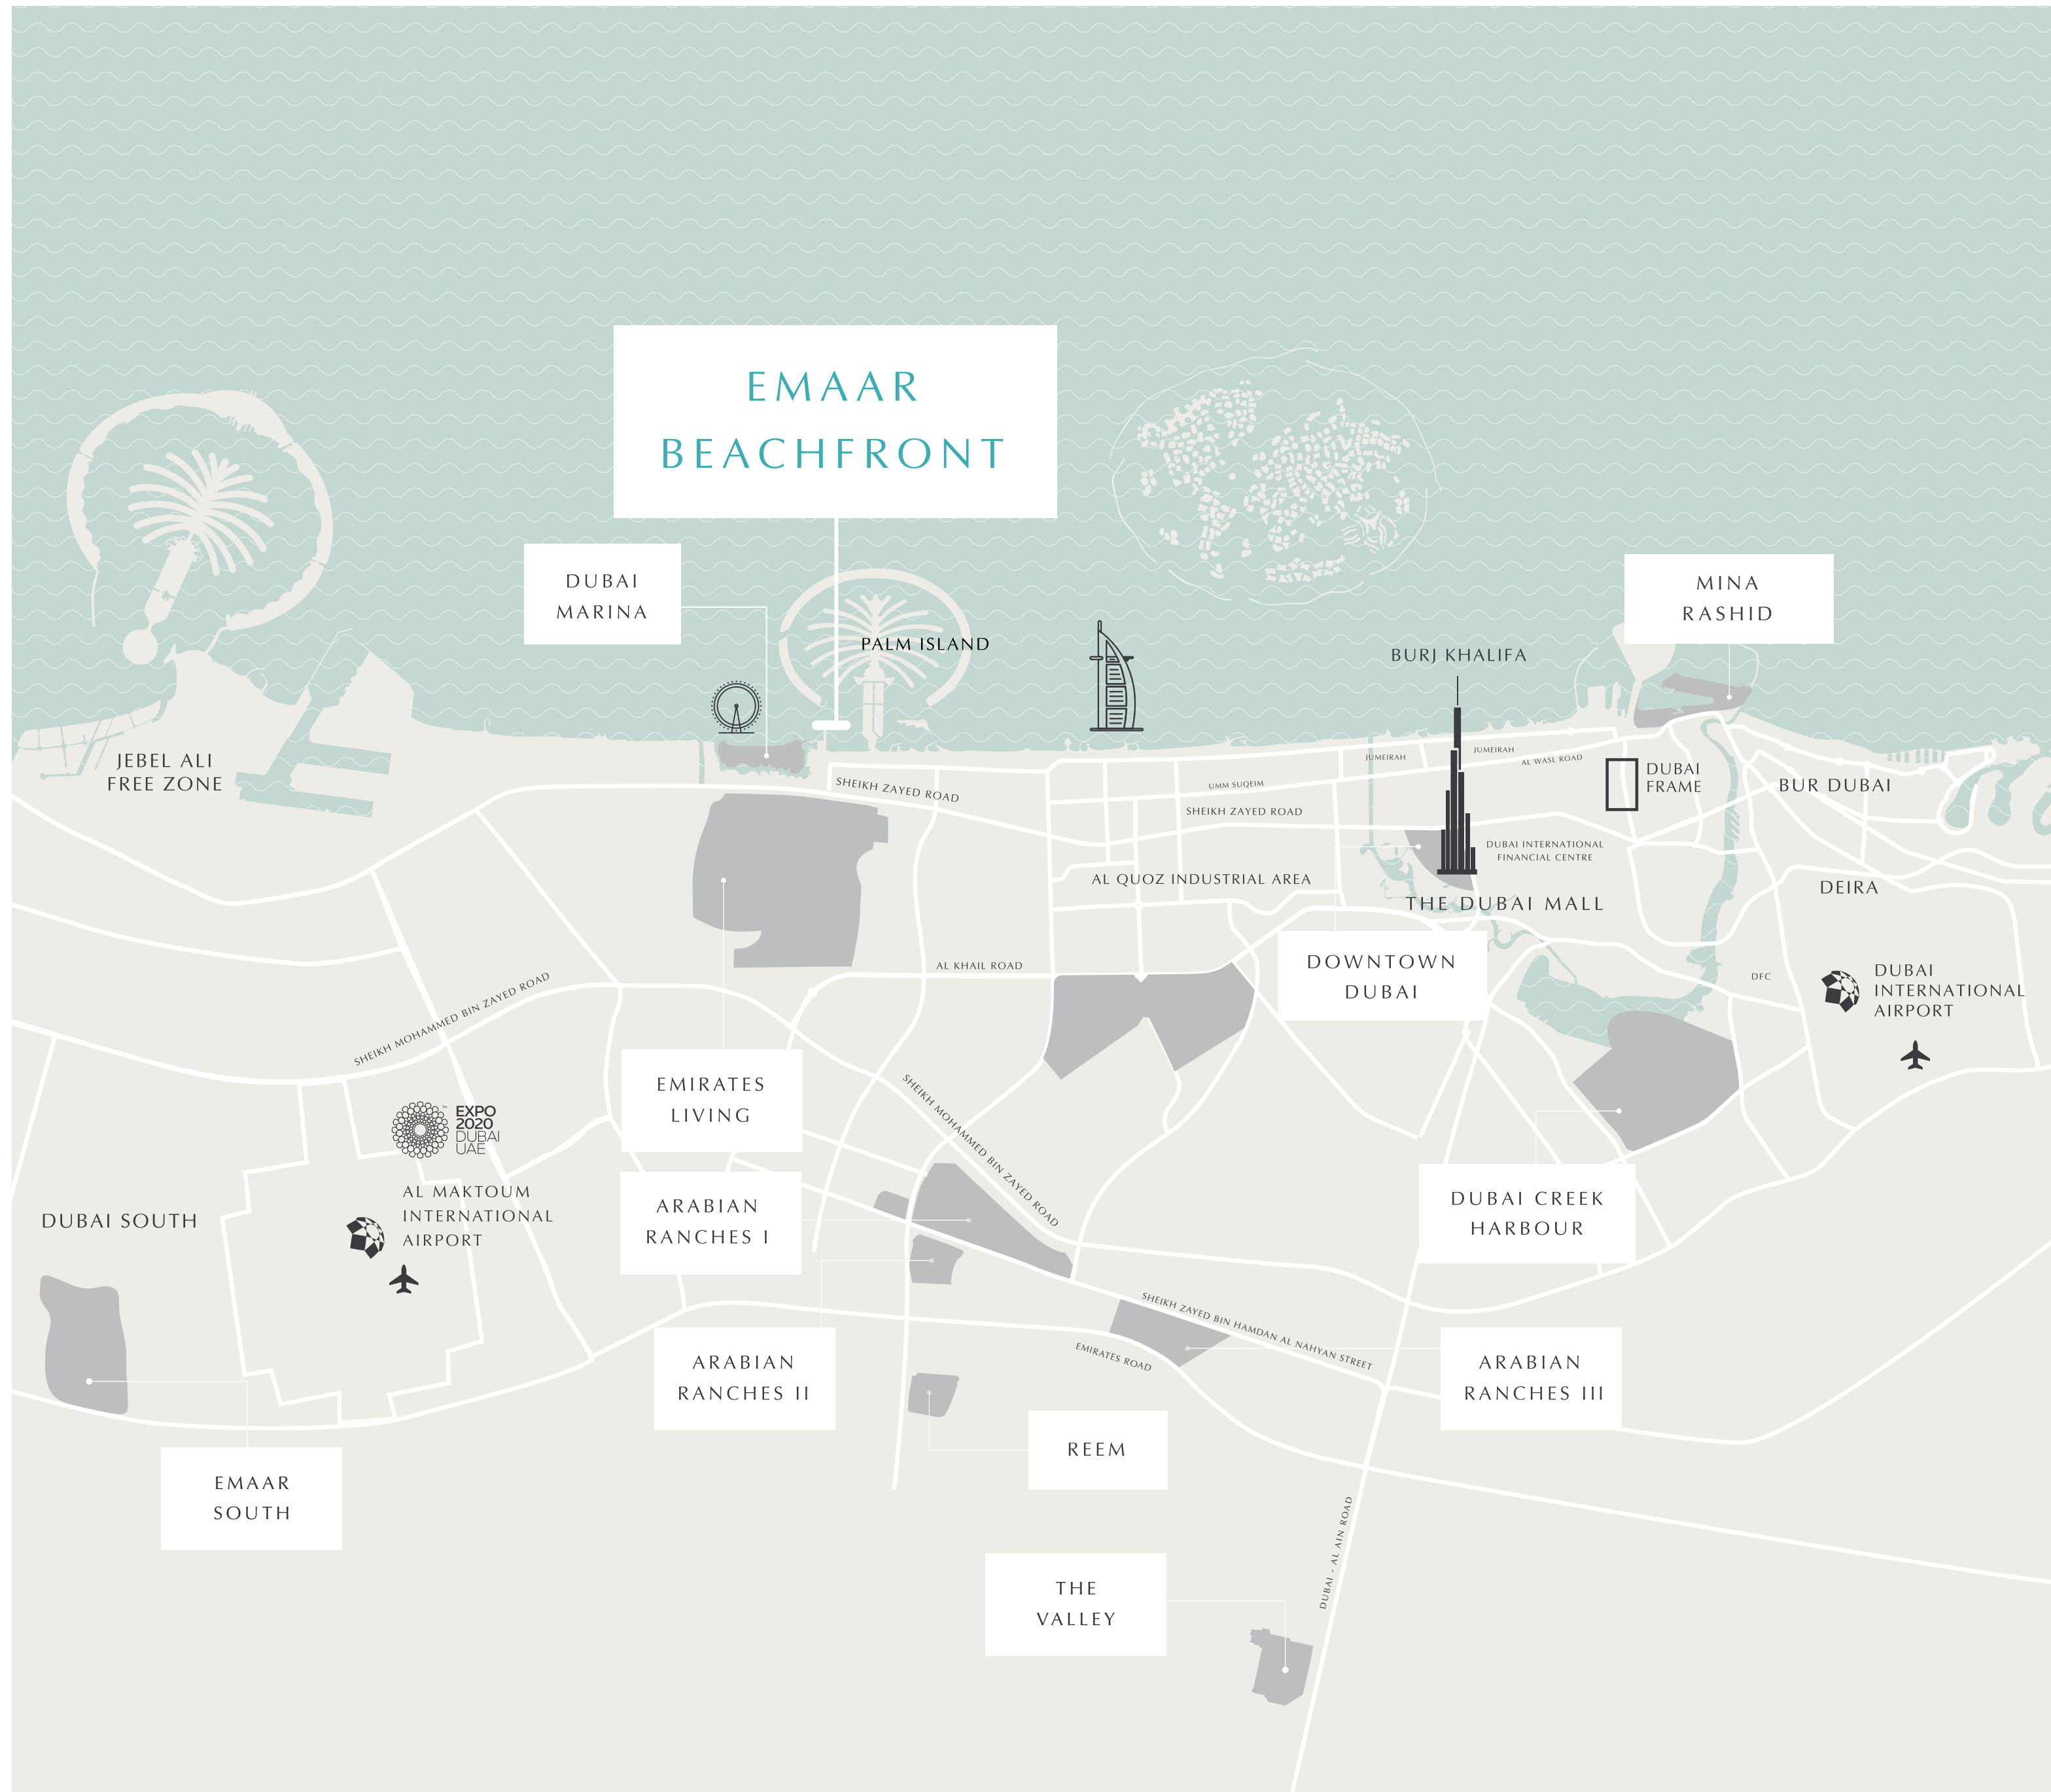 EMAAR
BEACHFRONT
DUBAI
MARINA
PALM ISLAND
MINA
RASHID
BURJ KHALIFA
JEBEL ALI
FREE ZONE
SHEIKH ZAYED ROAD
UMM SUQEIM
SHEIKH ZAYED ROAD
JUMEIRAH
JUMEIRAH
AL WASL ROAD
DUBAI
FRAME
BUR DUBAI
DUBAI INTERNATIONAL
FINANCIAL CENTRE
AL QUOZ INDUSTRIAL AREA
THE DUBAI MALL
DEIRA
AL KHAIL ROAD
DOWNTOWN
DUBAI
DFC
DUBAI
INTERNATIONAL
AIRPORT
SHEIKH MOHAMMED BIN ZAYED ROAD
EMIRATES
LIVING
SHEIKH MOHAMMED BIN ZAYED ROAD
EXPO
2020
DUBAI
UAE
TM
AL MAKTOUM
INTERNATIONAL
AIRPORT
DUBAI SOUTH
ARABIAN
RANCHES I
DUBAI CREEK
HARBOUR
SHEIKH ZAYED BIN HAMDAN AL NAHYAN STREET
EMIRATES ROAD
ARABIAN
RANCHES II
ARABIAN
RANCHES III
REEM
EMAAR
SOUTH
DUBAI - AL AIN ROAD
THE
VALLEY